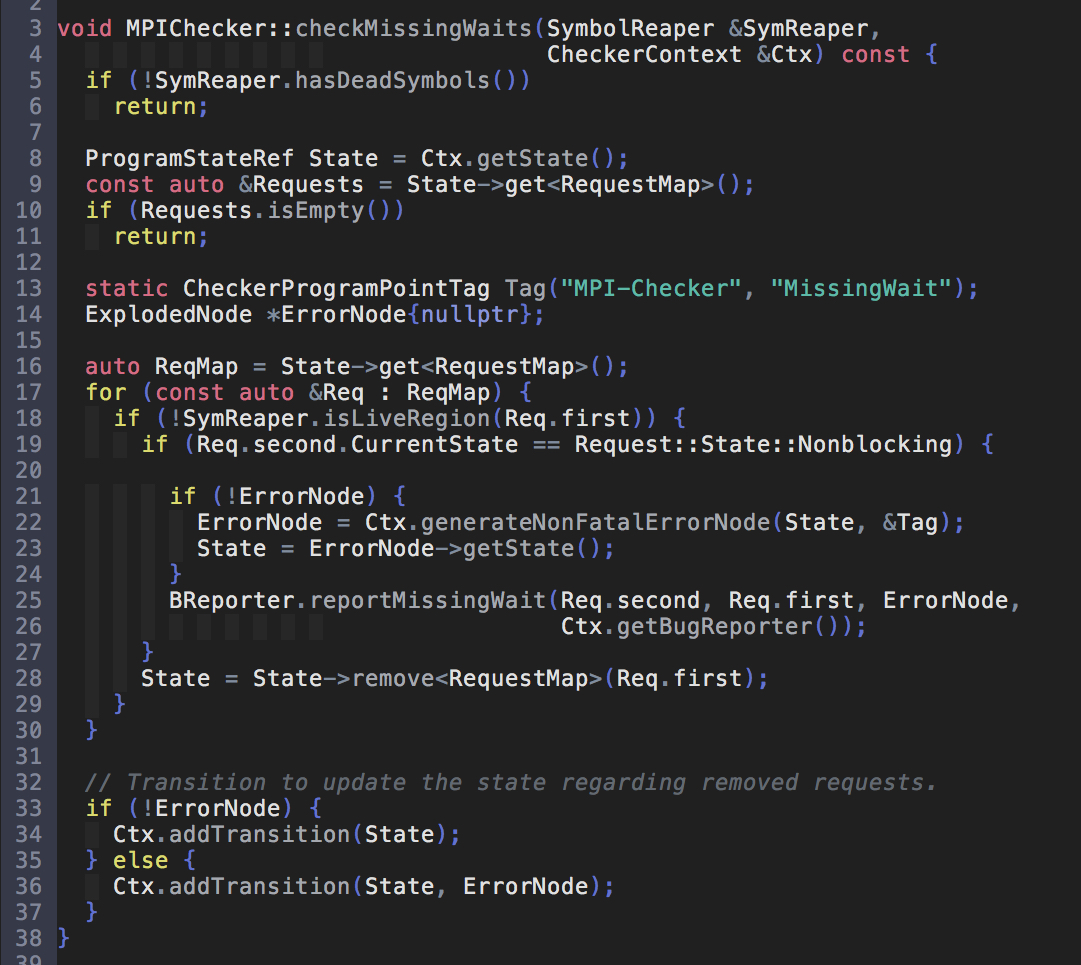 2
3 void MPIChecker::checkMissingWaits(SymbolReaper &SymReaper,
4                                    CheckerContext &Ctx) const {
5   if (!SymReaper.hasDeadSymbols())
6     return;
7
8   ProgramStateRef State = Ctx.getState();
9   const auto &Requests = State->get<RequestMap>();
10   if (Requests.isEmpty())
11     return;
12
13   static CheckerProgramPointTag Tag("MPI-Checker", "MissingWait");
14   ExplodedNode *ErrorNode{nullptr};
15
16   auto ReqMap = State->get<RequestMap>();
17   for (const auto &Req : ReqMap) {
18     if (!SymReaper.isLiveRegion(Req.first)) {
19       if (Req.second.CurrentState == Request::State::Nonblocking) {
20
21         if (!ErrorNode) {
22           ErrorNode = Ctx.generateNonFatalErrorNode(State, &Tag);
23           State = ErrorNode->getState();
24         }
25         BReporter.reportMissingWait(Req.second, Req.first, ErrorNode,
26                                     Ctx.getBugReporter());
27       }
28       State = State->remove<RequestMap>(Req.first);
29     }
30   }
31
32   // Transition to update the state regarding removed requests.
33   if (!ErrorNode) {
34     Ctx.addTransition(State);
35   } else {
36     Ctx.addTransition(State, ErrorNode);
37   }
38 }
39